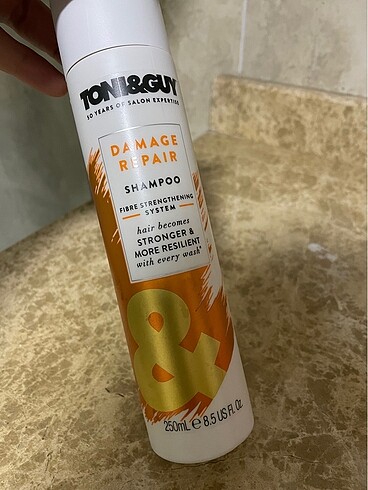 TONI&GUY
50 YEARS OF SALON EXPERTISE
DAMAGE
REPAIR
SHAMPOO
FIBRE STRENGTHENING
SYSTEM
hair becomes
STRONGER &
MORE RESILIENT
with every wash*
&
250mL ℮ 8.5 US Fl. Oz.